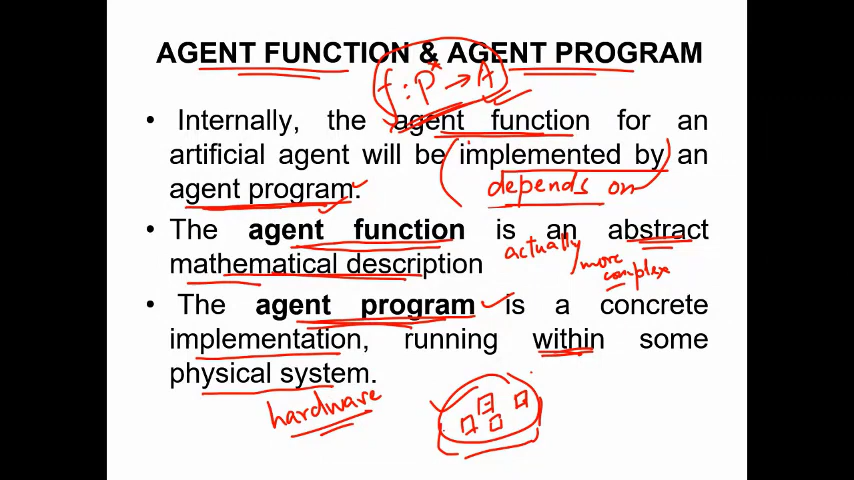 AGENT FUNCTION & AGENT PROGRAM
f : P* → A
• Internally, the agent function for an
artificial agent will be (implemented by) an
agent program. depends on
• The agent function is an abstract
mathematical description actually / more complex
• The agent program is a concrete
implementation, running within some
physical system.
hardware